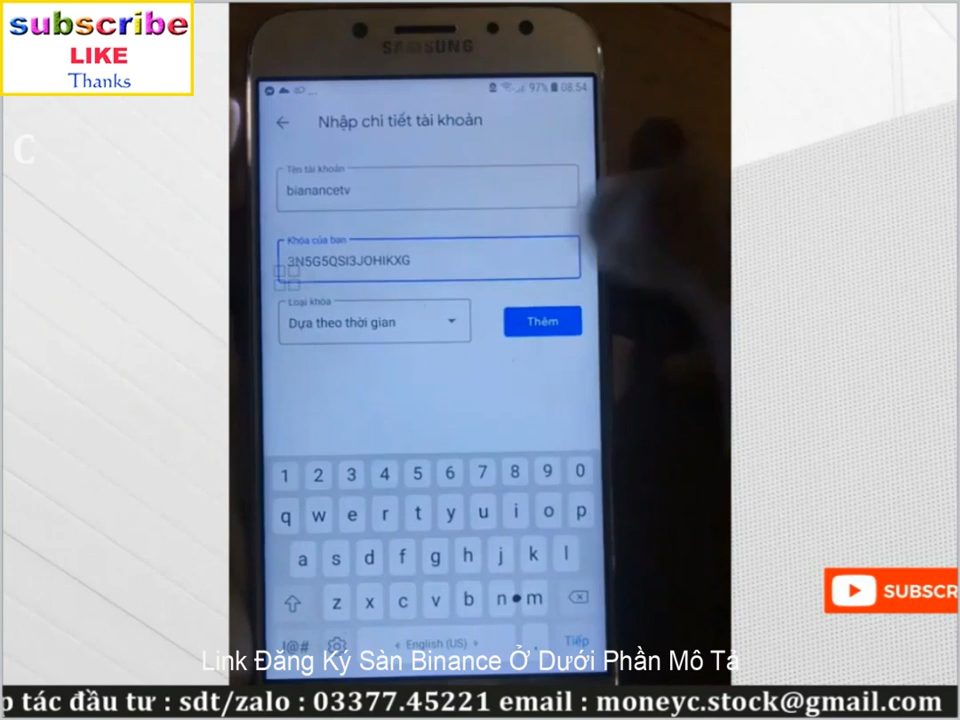 subscribe
LIKE
Thanks
C
SAMSUNG
97% 08:54
Nhập chi tiết tài khoản
Tên tài khoản
bianancetv
Khóa của bạn
3N5G5QSI3JOHIKXG
Loại khóa
Dựa theo thời gian
Thêm
1 2 3 4 5 6 7 8 9 0
q w e r t y u i o p
a s d f g h j k l
z x c v b n m
!@# English (US) , Tiếp
Link Đăng Ký Sàn Binance Ở Dưới Phần Mô Tả
SUBSCR
p tác đầu tư : sdt/zalo : 03377.45221 email : moneyc.stock@gmail.com